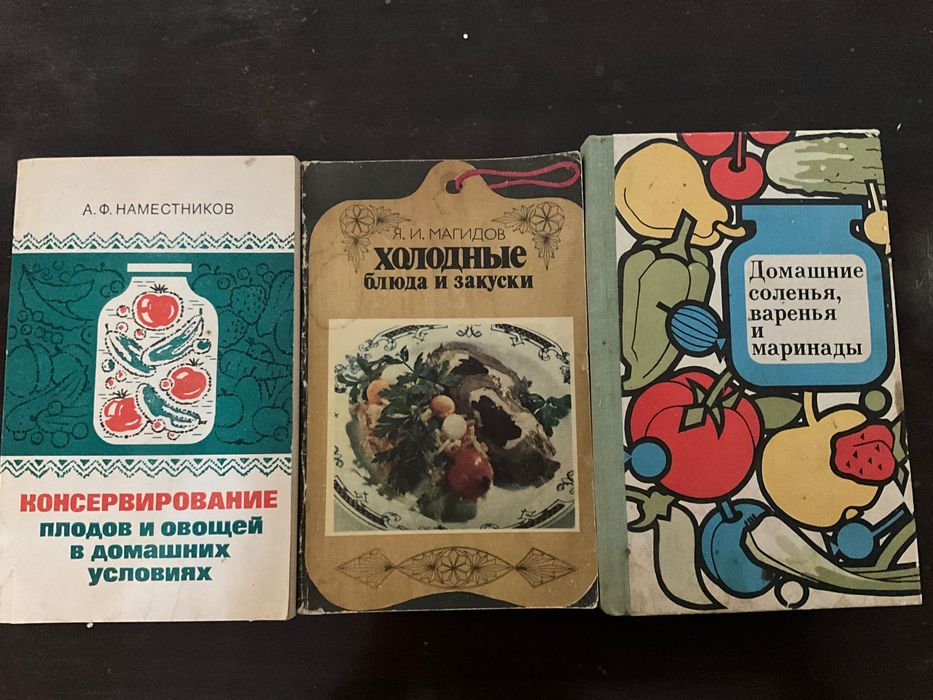 А.Ф. НАМЕСТНИКОВ
КОНСЕРВИРОВАНИЕ
ПЛОДОВ И ОВОЩЕЙ
В ДОМАШНИХ
УСЛОВИЯХ
Я. И. МАГИДОВ
ХОЛОДНЫЕ
БЛЮДА И ЗАКУСКИ
Домашние
соленья,
варенья
и
маринады